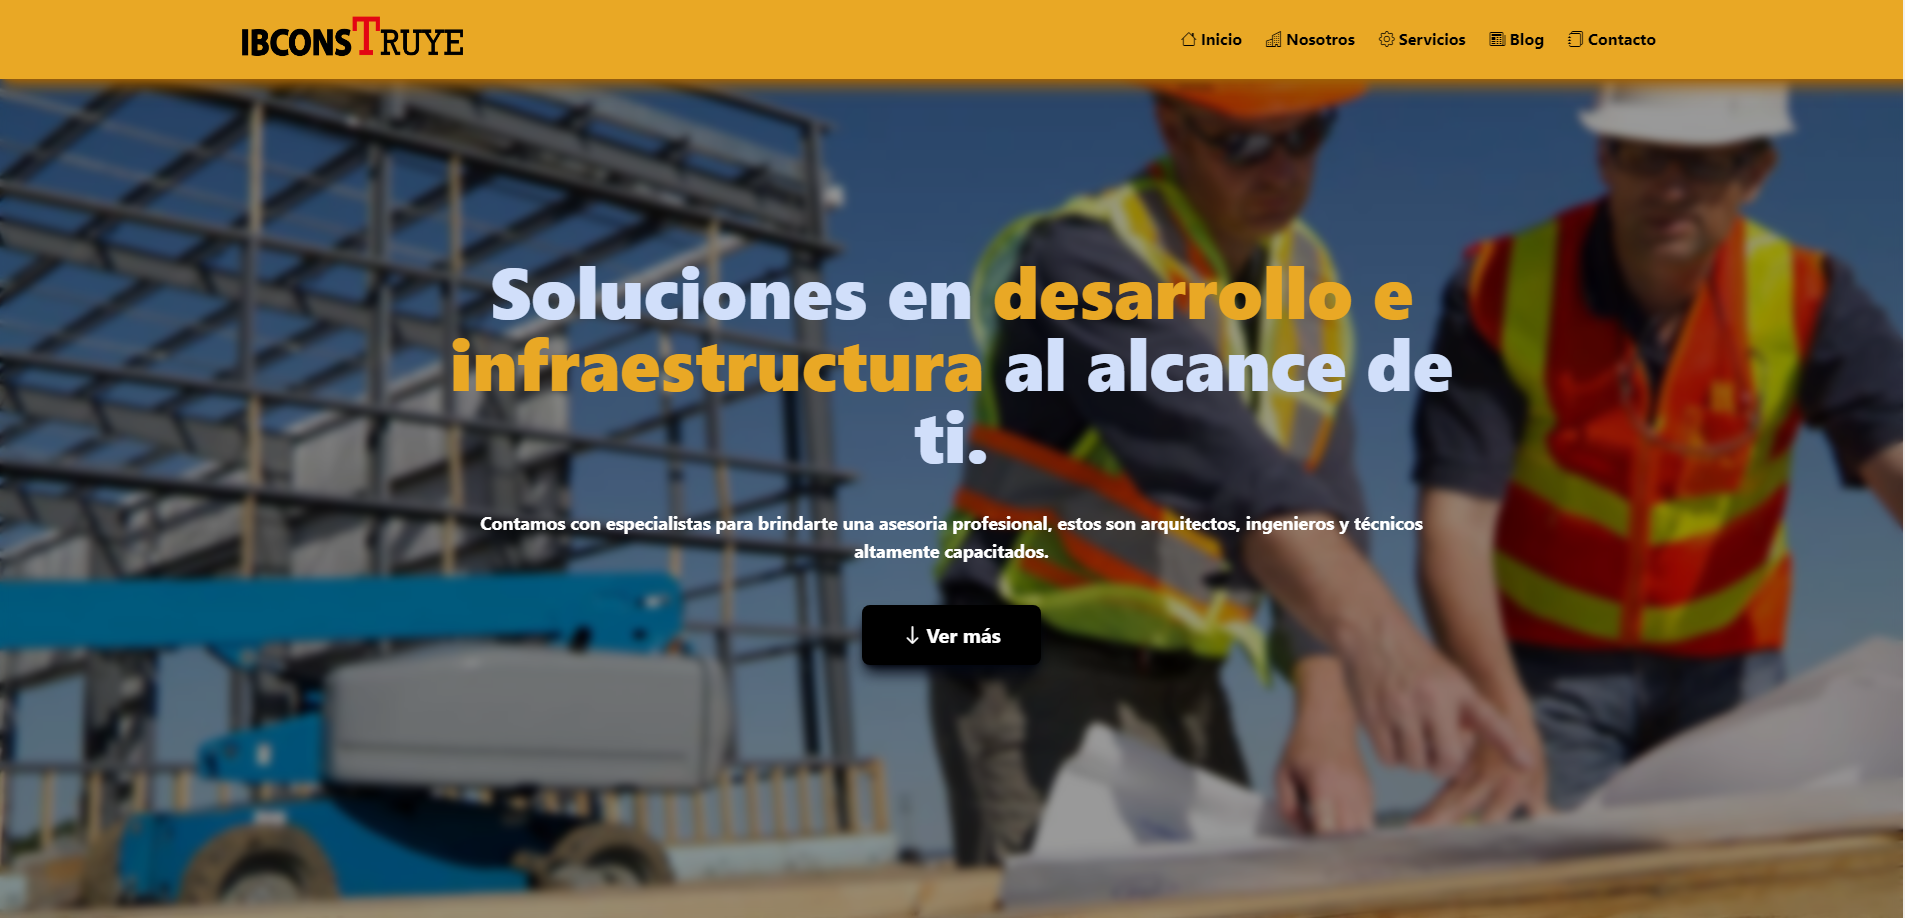 IBCONSTRUYE
Inicio
Nosotros
Servicios
Blog
Contacto
Soluciones en desarrollo e
infraestructura al alcance de
ti.
Contamos con especialistas para brindarte una asesoria profesional, estos son arquitectos, ingenieros y técnicos
altamente capacitados.
Ver más